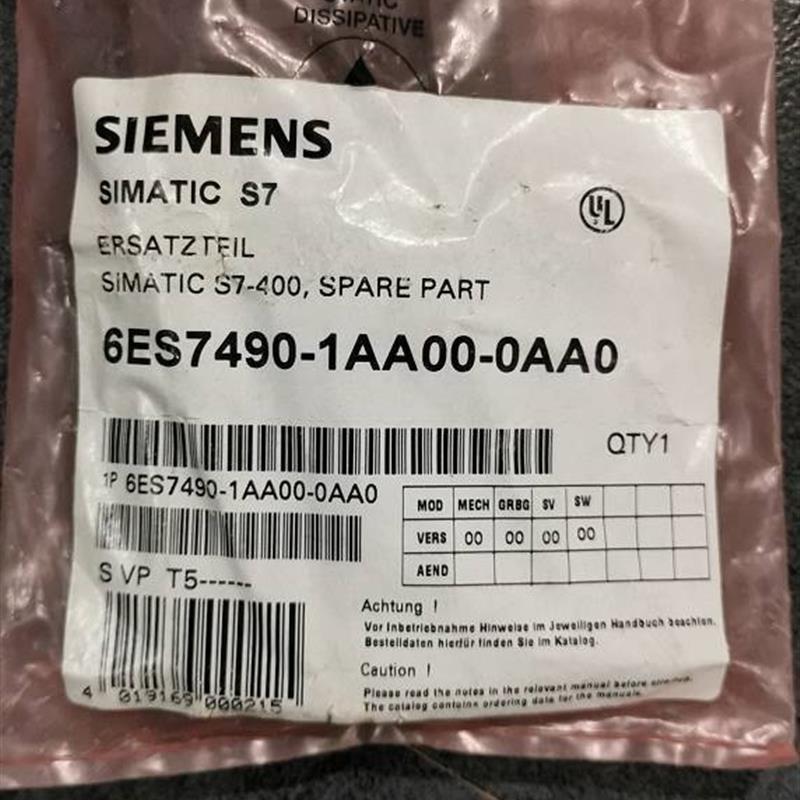 STATIC
DISSIPATIVE
SIEMENS
SIMATIC S7
UL
ERSATZTEIL
SIMATIC S7-400, SPARE PART
6ES7490-1AA00-0AA0
QTY1
1P 6ES7490-1AA00-0AA0
MOD MECH GRBG SV SW
VERS 00 00 00 00
AEND
S VP T5------
Achtung !
Vor Inbetriebnahme Hinweise im Jeweiligen Handbuch beachten.
Bestelldaten hierfür finden Sie im Katalog.
Caution !
Please read the notes in the relevant manual before
The catalog contains ordering data for the manuals.
4 019169 000215